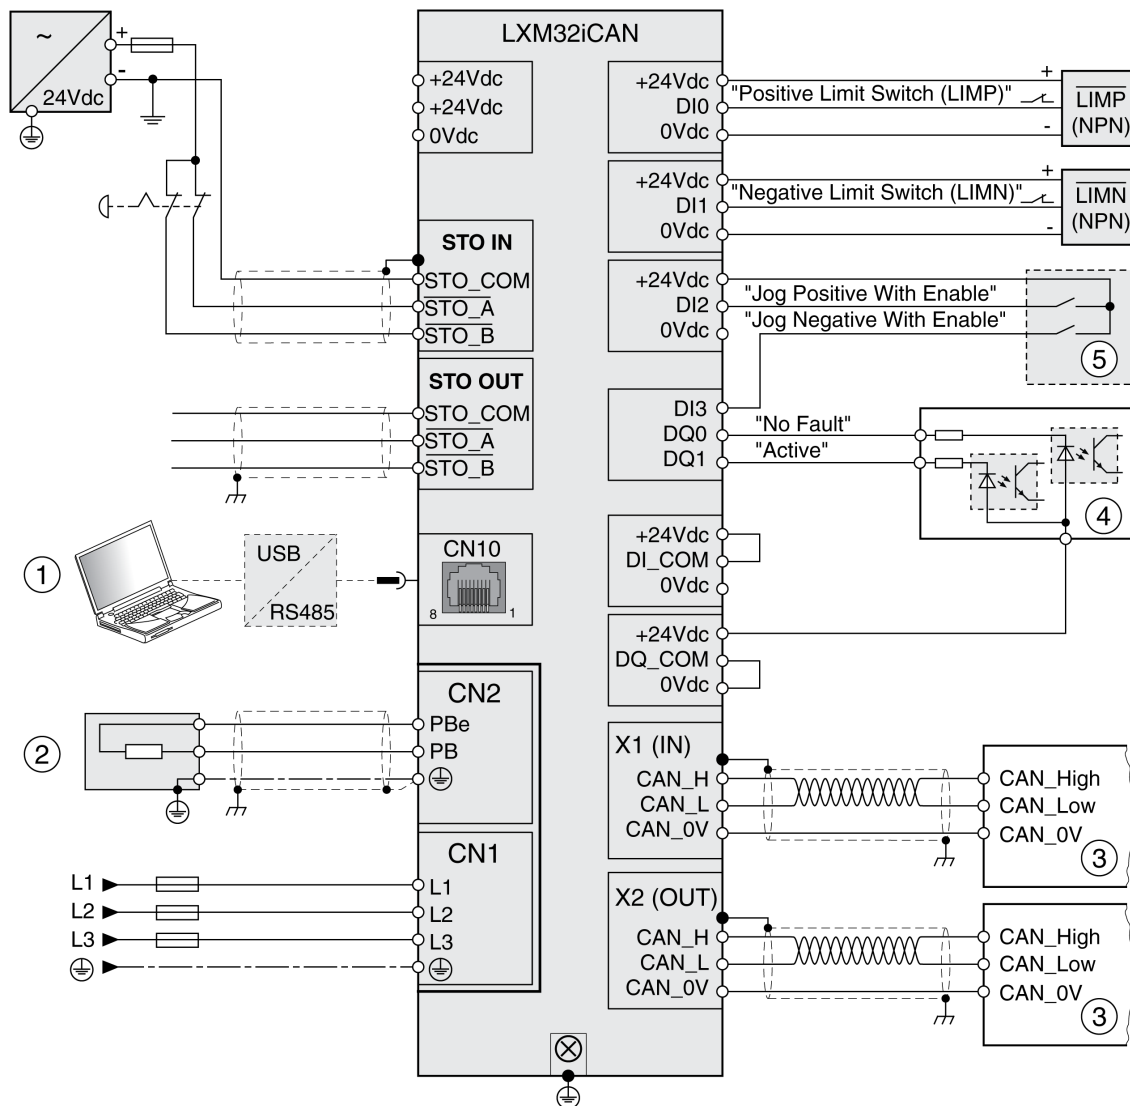 LXM32iCAN
+
-
~
24Vdc
+24Vdc
+24Vdc
0Vdc
STO IN
STO_COM
STO_A
STO_B
STO OUT
STO_COM
STO_A
STO_B
1
USB
RS485
CN10
8
1
2
CN2
PBe
PB
CN1
L1
L2
L3
L1
L2
L3
+24Vdc
DI0
0Vdc
"Positive Limit Switch (LIMP)"
+
-
LIMP
(NPN)
+24Vdc
DI1
0Vdc
"Negative Limit Switch (LIMN)"
+
-
LIMN
(NPN)
+24Vdc
DI2
0Vdc
"Jog Positive With Enable"
"Jog Negative With Enable"
5
DI3
DQ0
DQ1
"No Fault"
"Active"
4
+24Vdc
DI_COM
0Vdc
+24Vdc
DQ_COM
0Vdc
X1 (IN)
CAN_H
CAN_L
CAN_0V
CAN_High
CAN_Low
CAN_0V
3
X2 (OUT)
CAN_H
CAN_L
CAN_0V
CAN_High
CAN_Low
CAN_0V
3